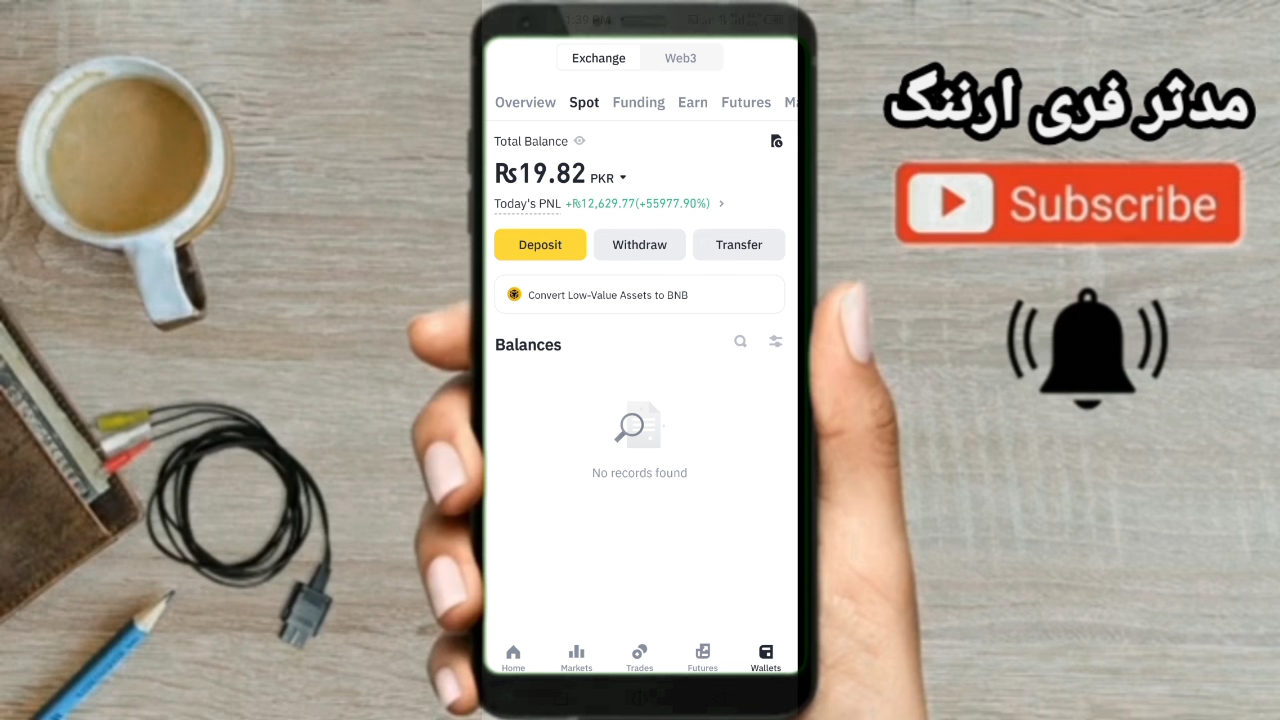 Exchange Web3
Overview Spot Funding Earn Futures
Total Balance
₨19.82 PKR
Today's PNL +₨12,629.77(+55977.90%)
Deposit Withdraw Transfer
Convert Low-Value Assets to BNB
Balances
No records found
Home Markets Trades Futures Wallets
مدثر فری ارننگ
Subscribe